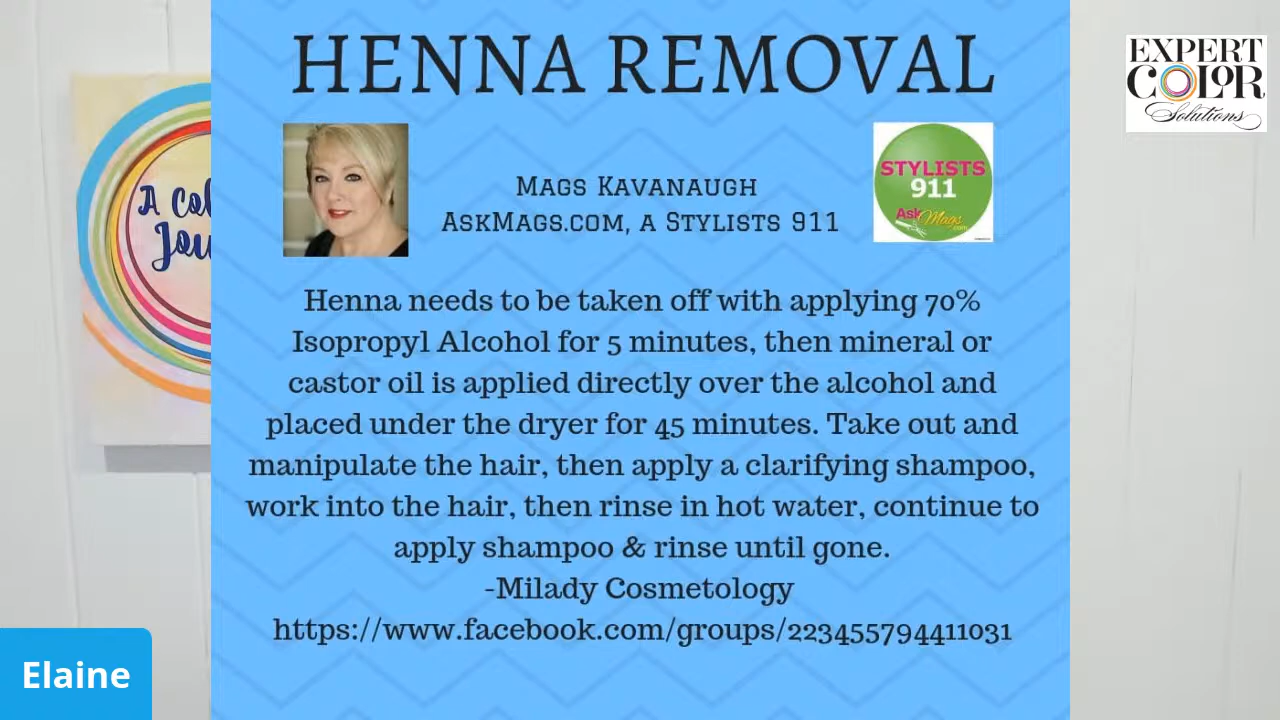 HENNA REMOVAL
EXPERT
COLOR
Solutions
A Col
Jou
MAGS KAVANAUGH
ASKMAGS.COM, A STYLISTS 911
STYLISTS
911
AskMags
.com
Henna needs to be taken off with applying 70%
Isopropyl Alcohol for 5 minutes, then mineral or
castor oil is applied directly over the alcohol and
placed under the dryer for 45 minutes. Take out and
manipulate the hair, then apply a clarifying shampoo,
work into the hair, then rinse in hot water, continue to
apply shampoo & rinse until gone.
-Milady Cosmetology
https://www.facebook.com/groups/223455794411031
Elaine